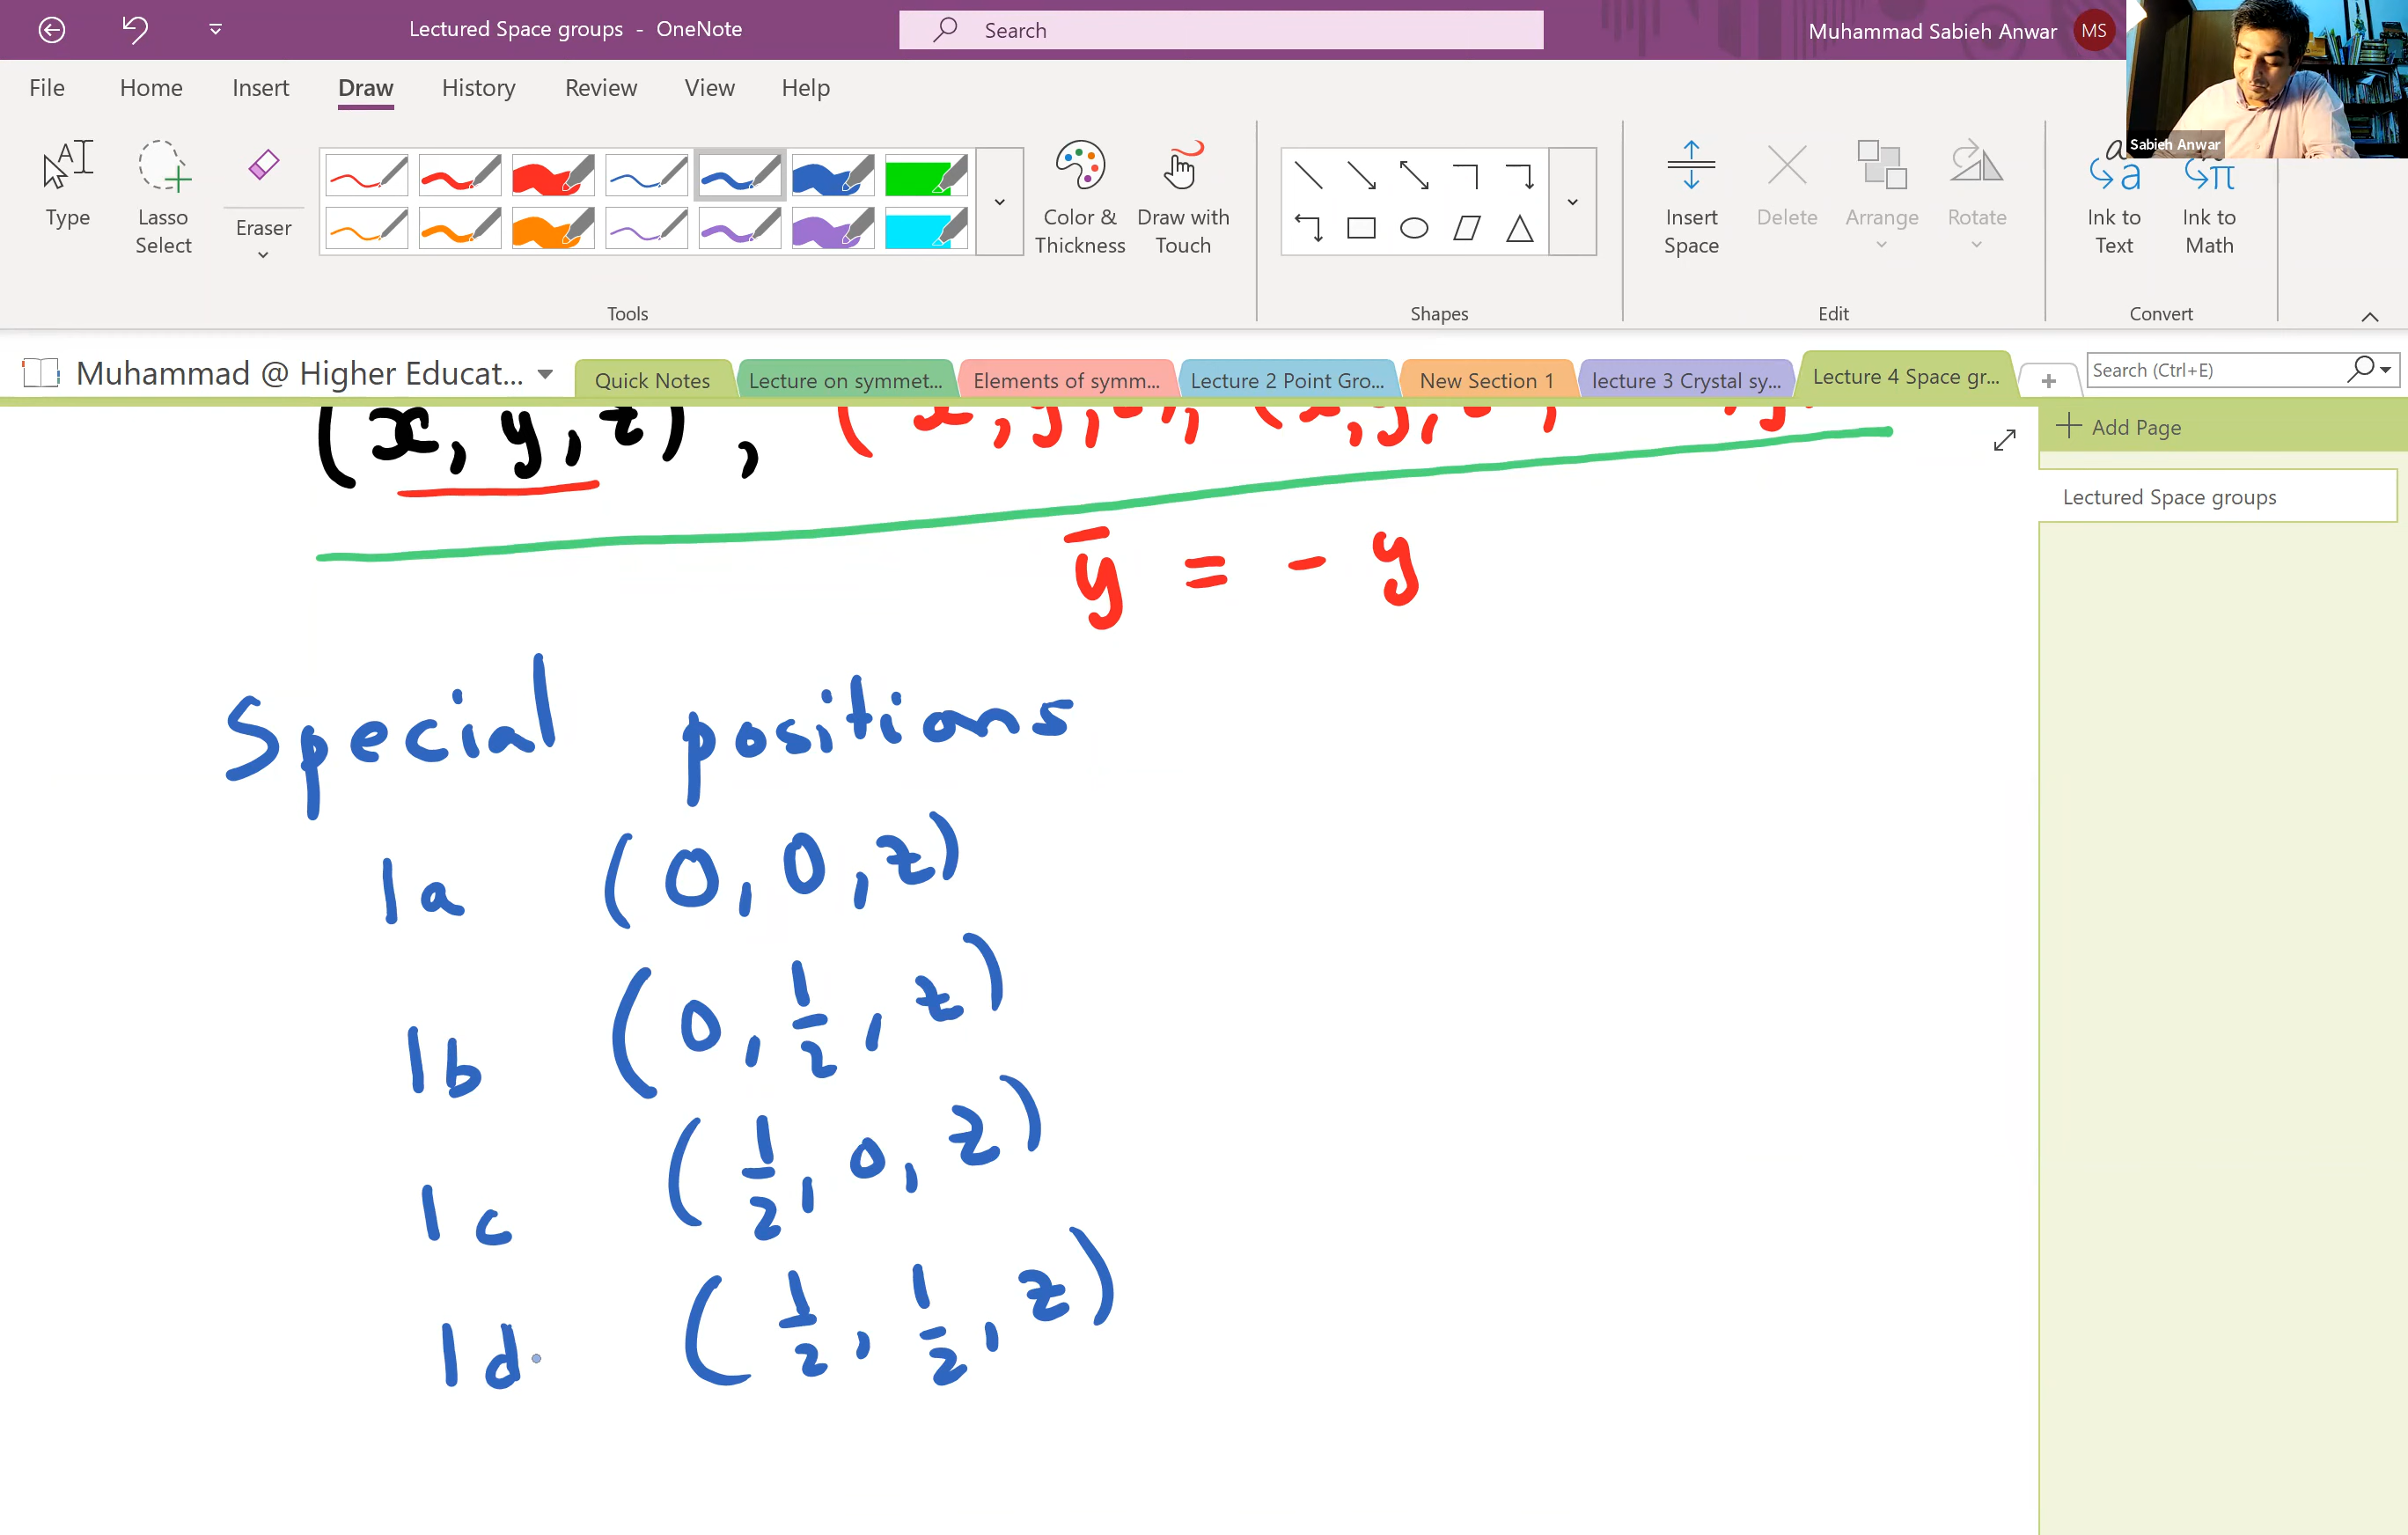 Lectured Space groups - OneNote
Search
Muhammad Sabieh Anwar MS
File Home Insert Draw History Review View Help
Sabieh Anwar
Type
Lasso Select
Eraser
Color & Thickness
Draw with Touch
Insert Space
Delete
Arrange
Rotate
Ink to Text
Ink to Math
Tools
Shapes
Edit
Convert
Muhammad @ Higher Educat...
Quick Notes
Lecture on symmet...
Elements of symm...
Lecture 2 Point Gro...
New Section 1
lecture 3 Crystal sy...
Lecture 4 Space gr...
Search (Ctrl+E)
Add Page
Lectured Space groups
(x, y, z),
ȳ = - y
Special positions
1a (0, 0, z)
1b (0, 1/2, z)
1c (1/2, 0, z)
1d (1/2, 1/2, z)